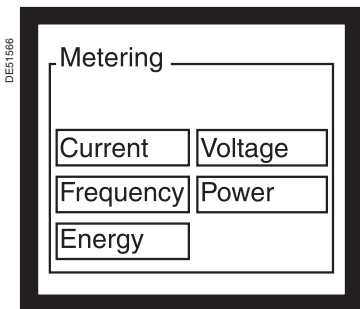 DE51566
Metering
Current Voltage
Frequency Power
Energy